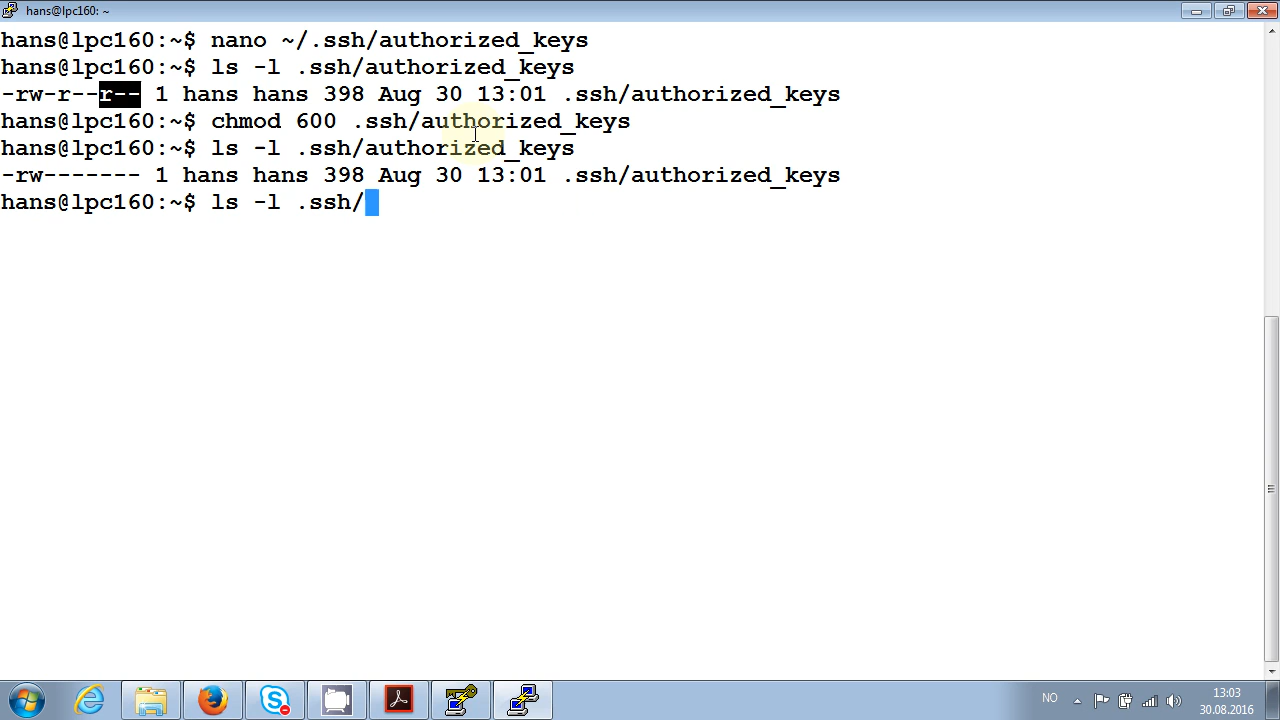 hans@lpc160: ~
hans@lpc160:~$ nano ~/.ssh/authorized_keys
hans@lpc160:~$ ls -l .ssh/authorized_keys
-rw-r--r-- 1 hans hans 398 Aug 30 13:01 .ssh/authorized_keys
hans@lpc160:~$ chmod 600 .ssh/authorized_keys
hans@lpc160:~$ ls -l .ssh/authorized_keys
-rw------- 1 hans hans 398 Aug 30 13:01 .ssh/authorized_keys
hans@lpc160:~$ ls -l .ssh/
NO
13:03
30.08.2016